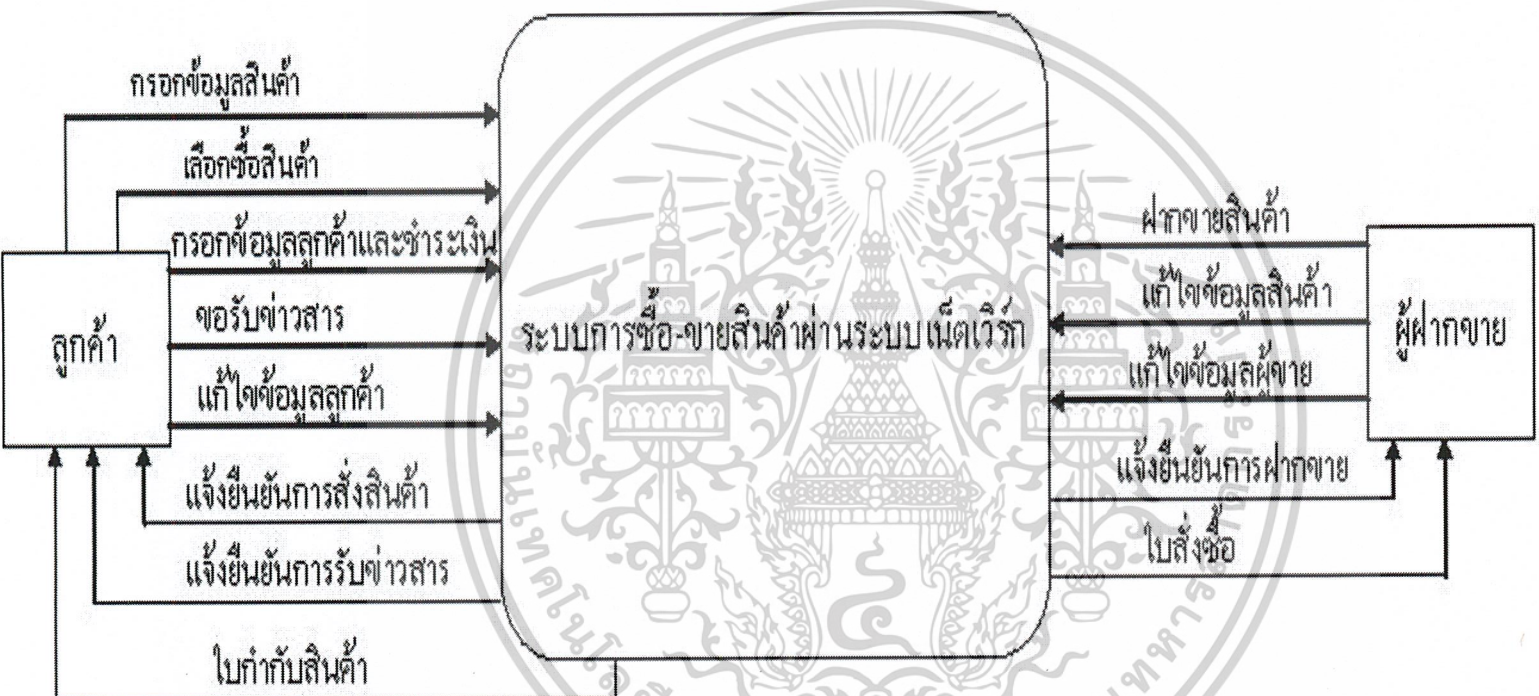 กรอกข้อมูลสินค้า
เลือกซื้อสินค้า
กรอกข้อมูลลูกค้าและชำระเงิน
ขอรับข่าวสาร
แก้ไขข้อมูลลูกค้า
ลูกค้า
แจ้งยืนยันการสั่งสินค้า
แจ้งยืนยันการรับข่าวสาร
ใบกำกับสินค้า
ระบบการซื้อ-ขายสินค้าผ่านระบบเน็ตเวิร์ก
ฝากขายสินค้า
แก้ไขข้อมูลสินค้า
แก้ไขข้อมูลผู้ขาย
ผู้ฝากขาย
แจ้งยืนยันการฝากขาย
ใบสั่งซื้อ